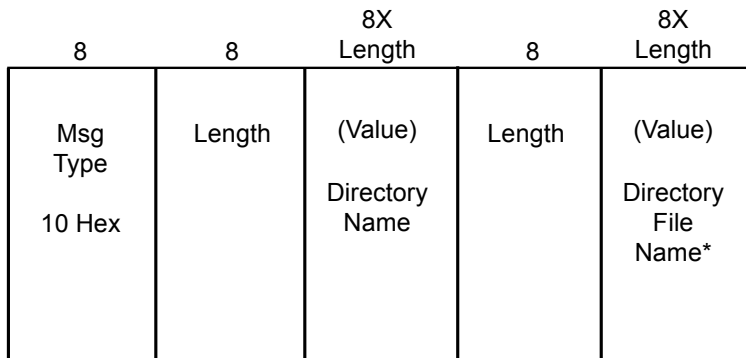 8
8
8X
Length
8
8X
Length
Msg
Type
10 Hex
Length
(Value)
Directory
Name
Length
(Value)
Directory
File
Name*